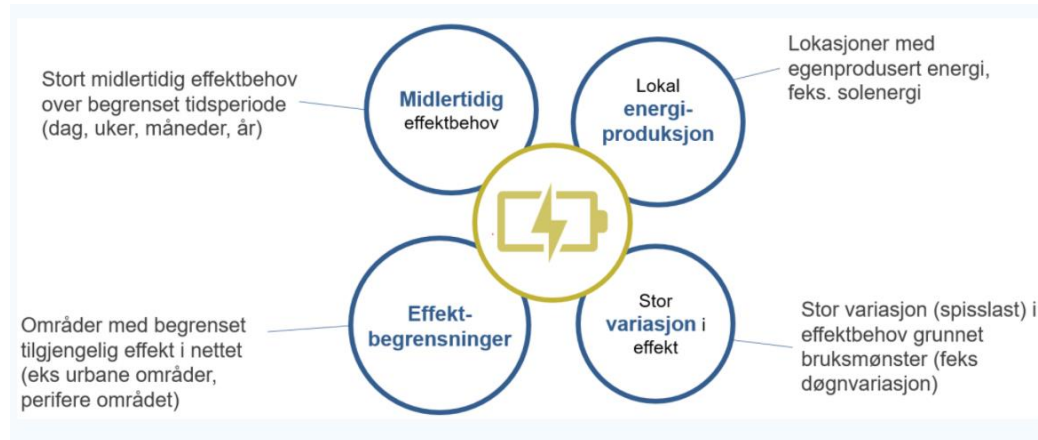 Stort midlertidig effektbehov
over begrenset tidsperiode
(dag, uker, måneder, år)
Midlertidig
effektbehov
Lokal
energi-
produksjon
Lokasjoner med
egenprodusert energi,
feks. solenergi
Områder med begrenset
tilgjengelig effekt i nettet
(eks urbane områder,
perifere området)
Effekt-
begrensninger
Stor
variasjon i
effekt
Stor variasjon (spisslast) i
effektbehov grunnet
bruksmønster (feks
døgnvariasjon)